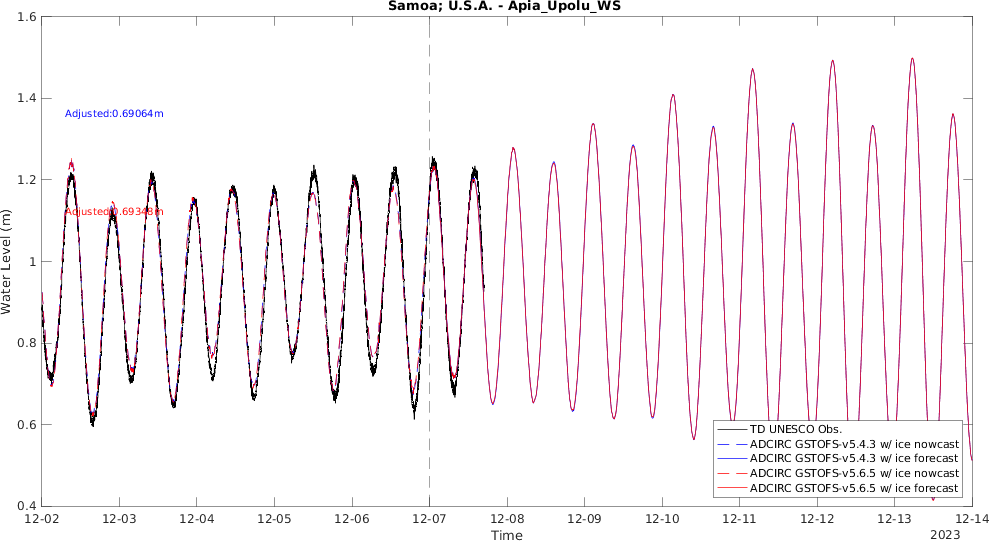 Samoa; U.S.A. - Apia_Upolu_WS
1.6
1.4
1.2
1
0.8
0.6
0.4
Water Level (m)
Adjusted:0.69064m
Adjusted:0.69348m
TD UNESCO Obs.
ADCIRC GSTOFS-v5.4.3 w/ ice nowcast
ADCIRC GSTOFS-v5.4.3 w/ ice forecast
ADCIRC GSTOFS-v5.6.5 w/ ice nowcast
ADCIRC GSTOFS-v5.6.5 w/ ice forecast
12-02 12-03 12-04 12-05 12-06 12-07 12-08 12-09 12-10 12-11 12-12 12-13 12-14
Time
2023